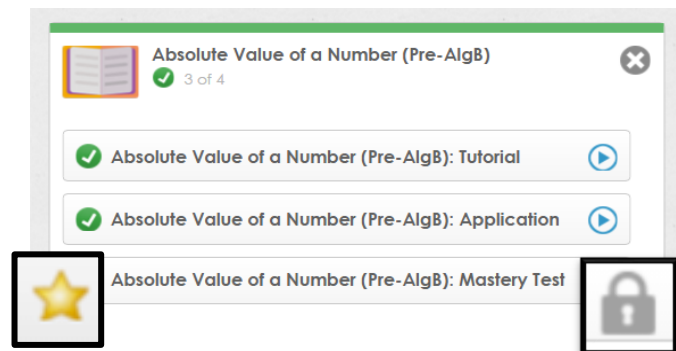 Absolute Value of a Number (Pre-AlgB)
3 of 4
Absolute Value of a Number (Pre-AlgB): Tutorial
Absolute Value of a Number (Pre-AlgB): Application
Absolute Value of a Number (Pre-AlgB): Mastery Test